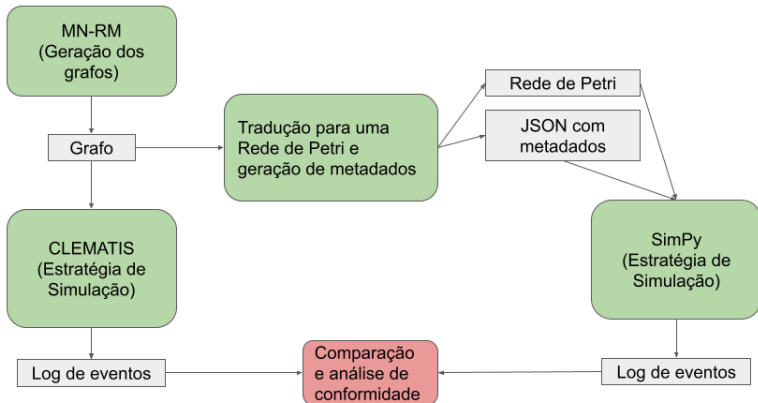 MN-RM
(Geração dos
grafos)
Grafo
Tradução para uma
Rede de Petri e
geração de metadados
Rede de Petri
JSON com
metadados
CLEMATIS
(Estratégia de
Simulação)
SimPy
(Estratégia de
Simulação)
Log de eventos
Comparação
e análise de
conformidade
Log de eventos